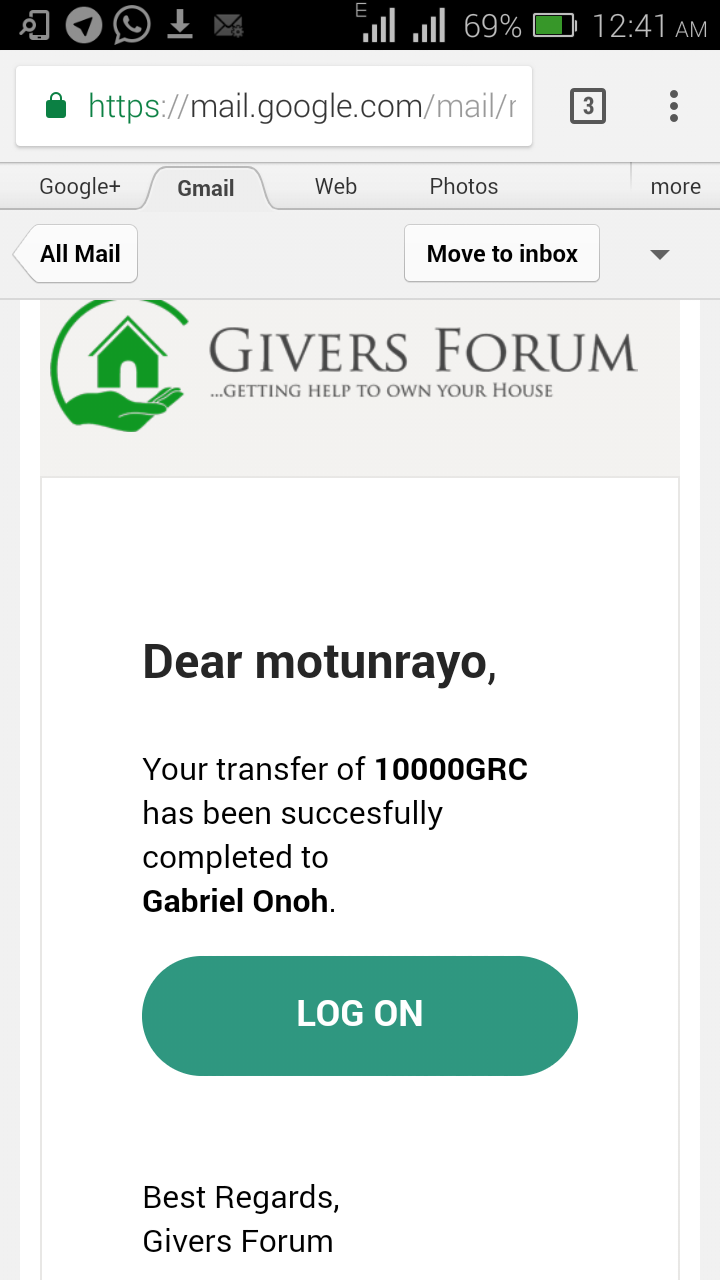 E 69% 12:41 AM
https://mail.google.com/mail/ 3
Google+ Gmail Web Photos more
All Mail Move to inbox
GIVERS FORUM
...GETTING HELP TO OWN YOUR HOUSE
Dear motunrayo,
Your transfer of 10000GRC
has been succesfully
completed to
Gabriel Onoh.
LOG ON
Best Regards,
Givers Forum